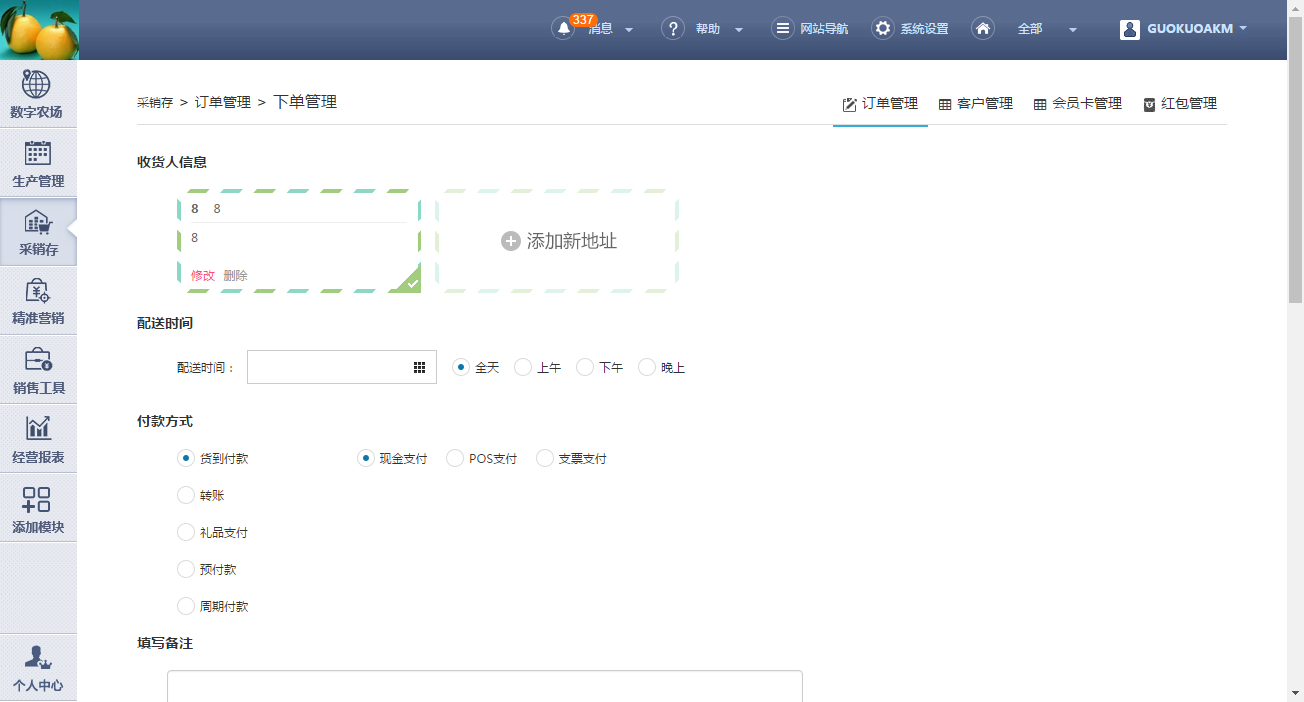 337
消息
帮助
网站导航
系统设置
全部
GUOKUOAKM
数字农场
生产管理
采销存
精准营销
销售工具
经营报表
添加模块
个人中心
采销存 > 订单管理 > 下单管理
订单管理
客户管理
会员卡管理
红包管理
收货人信息
8 8
8
修改 删除
添加新地址
配送时间
配送时间：
全天 上午 下午 晚上
付款方式
货到付款 现金支付 POS支付 支票支付
转账
礼品支付
预付款
周期付款
填写备注